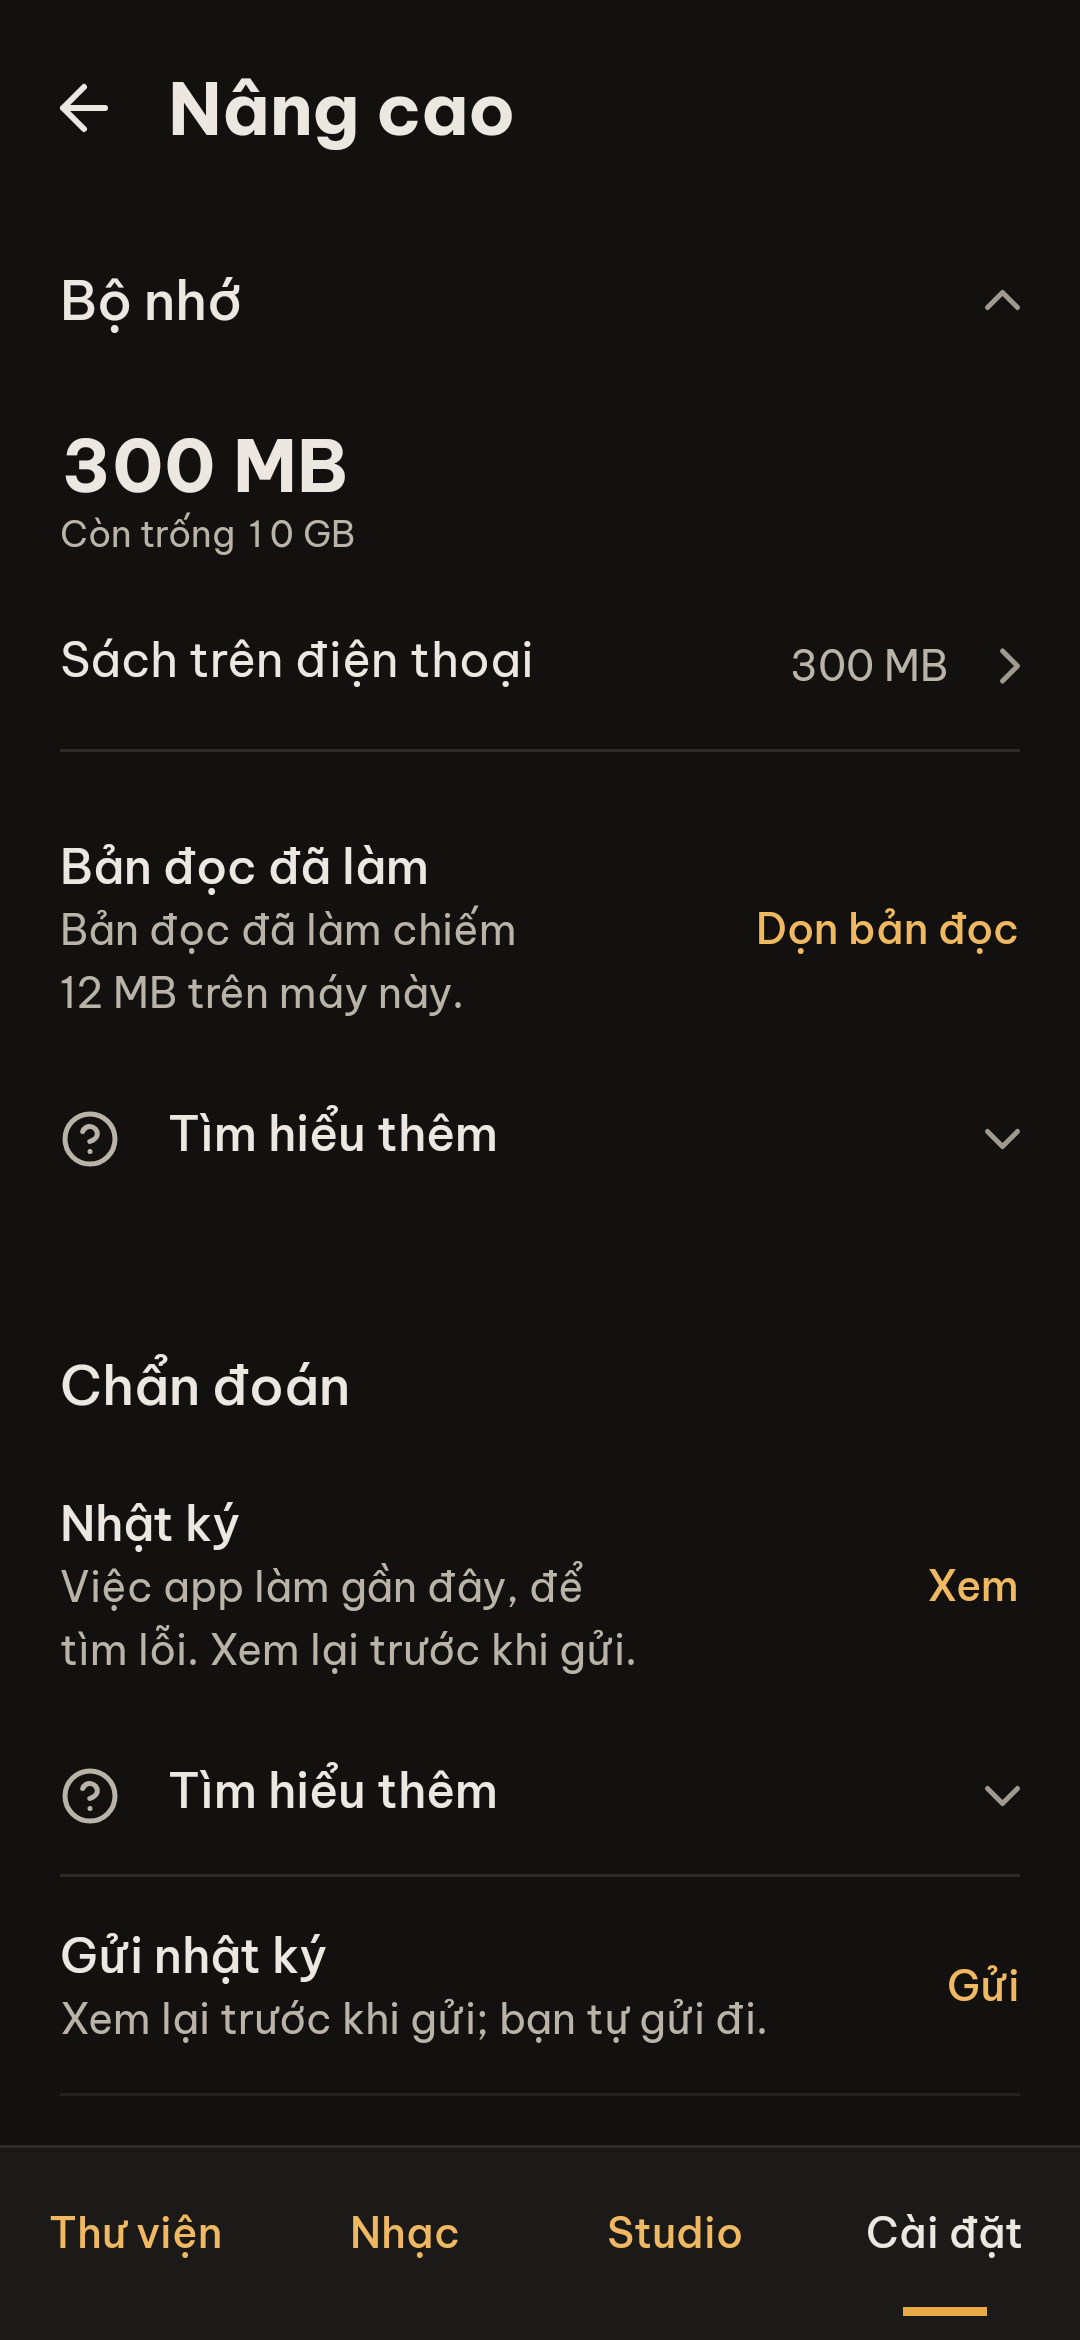 Nâng cao
Bộ nhớ
300 MB
Còn trống 10 GB
Sách trên điện thoại
300 MB
Bản đọc đã làm
Bản đọc đã làm chiếm
12 MB trên máy này.
Dọn bản đọc
Tìm hiểu thêm
Chẩn đoán
Nhật ký
Việc app làm gần đây, để
tìm lỗi. Xem lại trước khi gửi.
Xem
Tìm hiểu thêm
Gửi nhật ký
Xem lại trước khi gửi; bạn tự gửi đi.
Gửi
Thư viện
Nhạc
Studio
Cài đặt